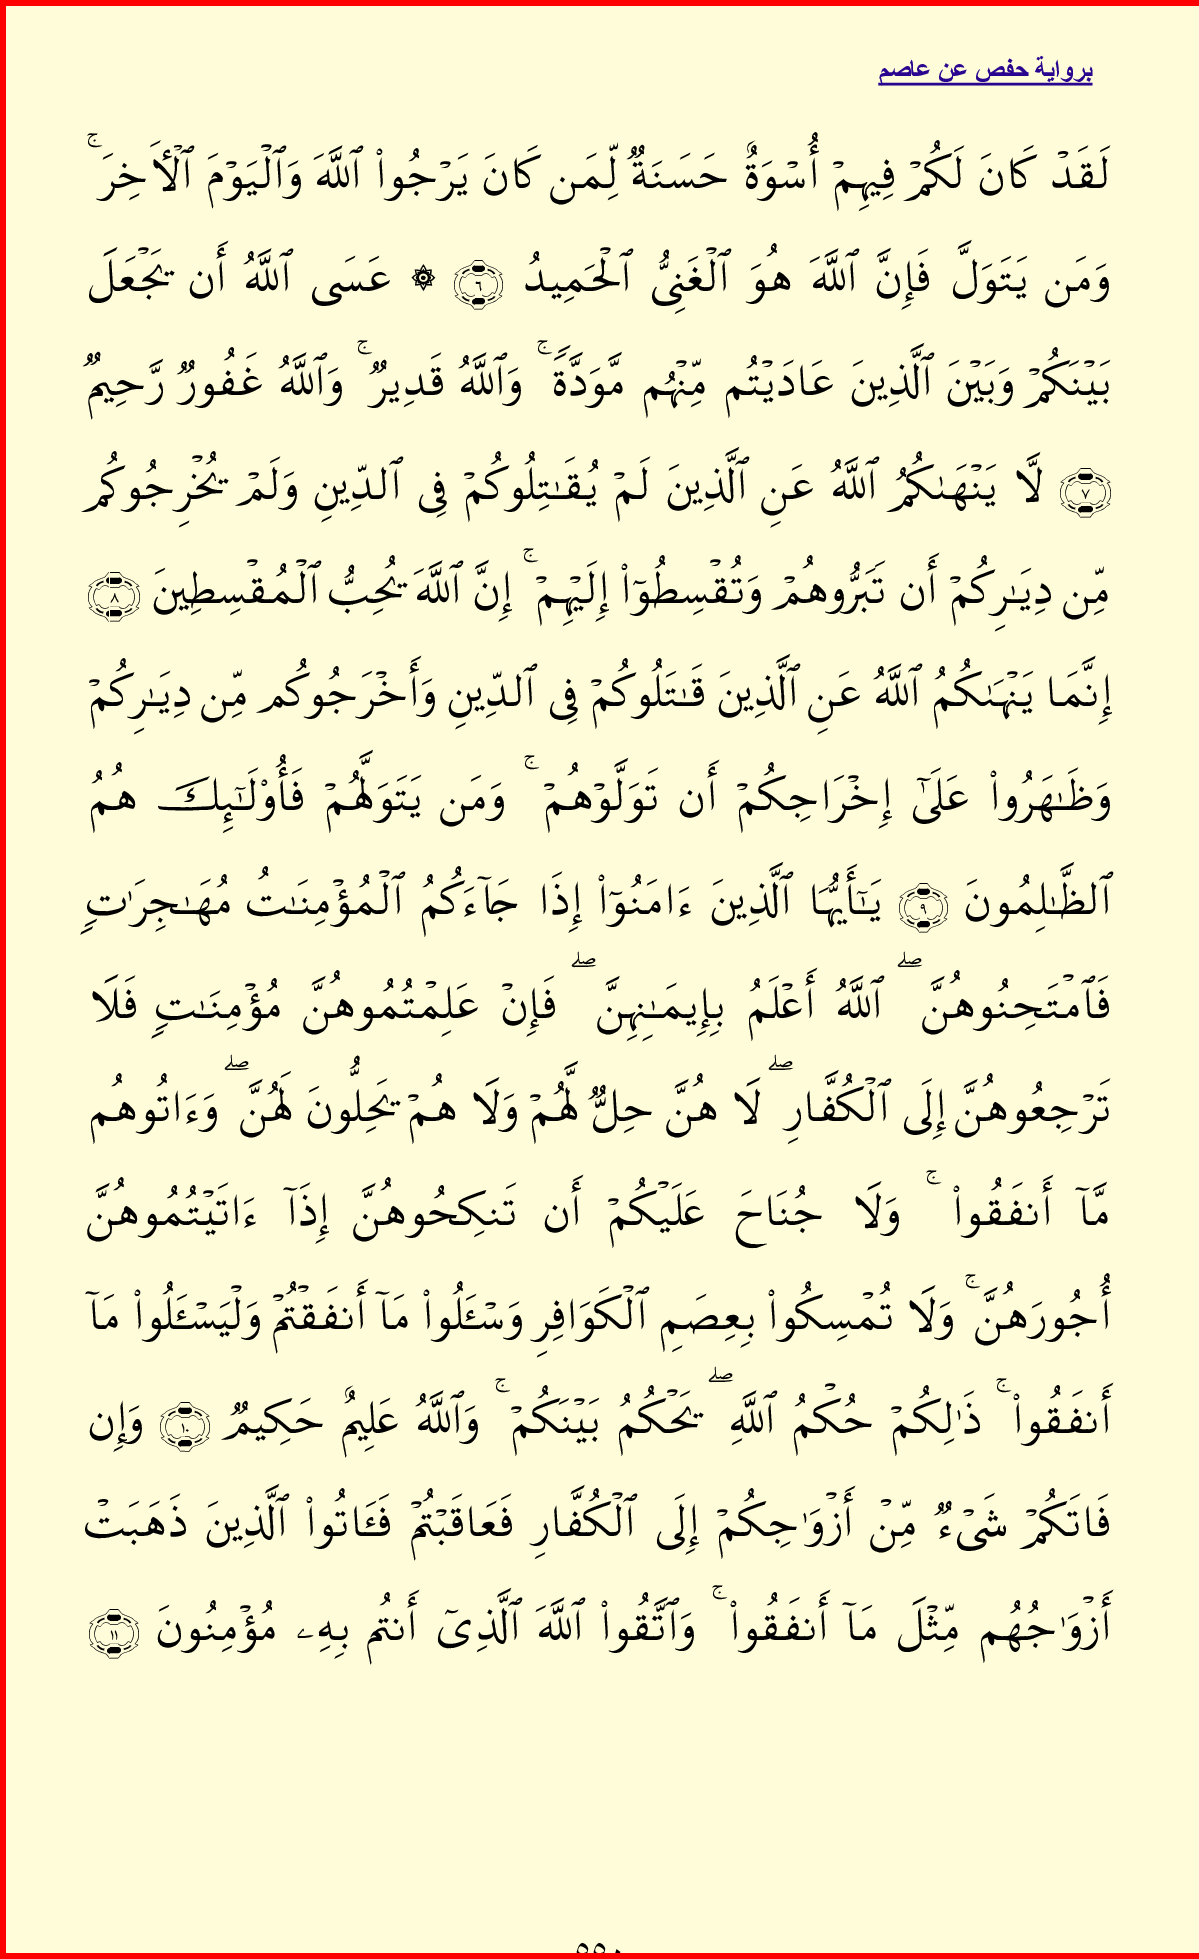 برواية حفص عن عاصم
لَقَدۡ كَانَ لَكُمۡ فِيهِمۡ أُسۡوَةٌ حَسَنَةٞ لِّمَن كَانَ يَرۡجُواْ ٱللَّهَ وَٱلۡيَوۡمَ ٱلۡأٓخِرَۚ
وَمَن يَتَوَلَّ فَإِنَّ ٱللَّهَ هُوَ ٱلۡغَنِيُّ ٱلۡحَمِيدُ ٦ ۞ عَسَى ٱللَّهُ أَن يَجۡعَلَ
بَيۡنَكُمۡ وَبَيۡنَ ٱلَّذِينَ عَادَيۡتُم مِّنۡهُم مَّوَدَّةٗۚ وَٱللَّهُ قَدِيرٞۚ وَٱللَّهُ غَفُورٞ رَّحِيمٞ
٧ لَّا يَنۡهَىٰكُمُ ٱللَّهُ عَنِ ٱلَّذِينَ لَمۡ يُقَٰتِلُوكُمۡ فِي ٱلدِّينِ وَلَمۡ يُخۡرِجُوكُم
مِّن دِيَٰرِكُمۡ أَن تَبَرُّوهُمۡ وَتُقۡسِطُوٓاْ إِلَيۡهِمۡۚ إِنَّ ٱللَّهَ يُحِبُّ ٱلۡمُقۡسِطِينَ ٨
إِنَّمَا يَنۡهَىٰكُمُ ٱللَّهُ عَنِ ٱلَّذِينَ قَٰتَلُوكُمۡ فِي ٱلدِّينِ وَأَخۡرَجُوكُم مِّن دِيَٰرِكُمۡ
وَظَٰهَرُواْ عَلَىٰٓ إِخۡرَاجِكُمۡ أَن تَوَلَّوۡهُمۡۚ وَمَن يَتَوَلَّهُمۡ فَأُوْلَٰٓئِكَ هُمُ
ٱلظَّٰلِمُونَ ٩ يَٰٓأَيُّهَا ٱلَّذِينَ ءَامَنُوٓاْ إِذَا جَآءَكُمُ ٱلۡمُؤۡمِنَٰتُ مُهَٰجِرَٰتٖ
فَٱمۡتَحِنُوهُنَّۖ ٱللَّهُ أَعۡلَمُ بِإِيمَٰنِهِنَّۖ فَإِنۡ عَلِمۡتُمُوهُنَّ مُؤۡمِنَٰتٖ فَلَا
تَرۡجِعُوهُنَّ إِلَى ٱلۡكُفَّارِۖ لَا هُنَّ حِلّٞ لَّهُمۡ وَلَا هُمۡ يَحِلُّونَ لَهُنَّۖ وَءَاتُوهُم
مَّآ أَنفَقُواْۚ وَلَا جُنَاحَ عَلَيۡكُمۡ أَن تَنكِحُوهُنَّ إِذَآ ءَاتَيۡتُمُوهُنَّ
أُجُورَهُنَّۚ وَلَا تُمۡسِكُواْ بِعِصَمِ ٱلۡكَوَافِرِ وَسۡـَٔلُواْ مَآ أَنفَقۡتُمۡ وَلۡيَسۡـَٔلُواْ مَآ
أَنفَقُواْۚ ذَٰلِكُمۡ حُكۡمُ ٱللَّهِۖ يَحۡكُمُ بَيۡنَكُمۡۚ وَٱللَّهُ عَلِيمٌ حَكِيمٞ ١٠ وَإِن
فَاتَكُمۡ شَيۡءٞ مِّنۡ أَزۡوَٰجِكُمۡ إِلَى ٱلۡكُفَّارِ فَعَاقَبۡتُمۡ فَـَٔاتُواْ ٱلَّذِينَ ذَهَبَتۡ
أَزۡوَٰجُهُم مِّثۡلَ مَآ أَنفَقُواْۚ وَٱتَّقُواْ ٱللَّهَ ٱلَّذِيٓ أَنتُم بِهِۦ مُؤۡمِنُونَ ١١